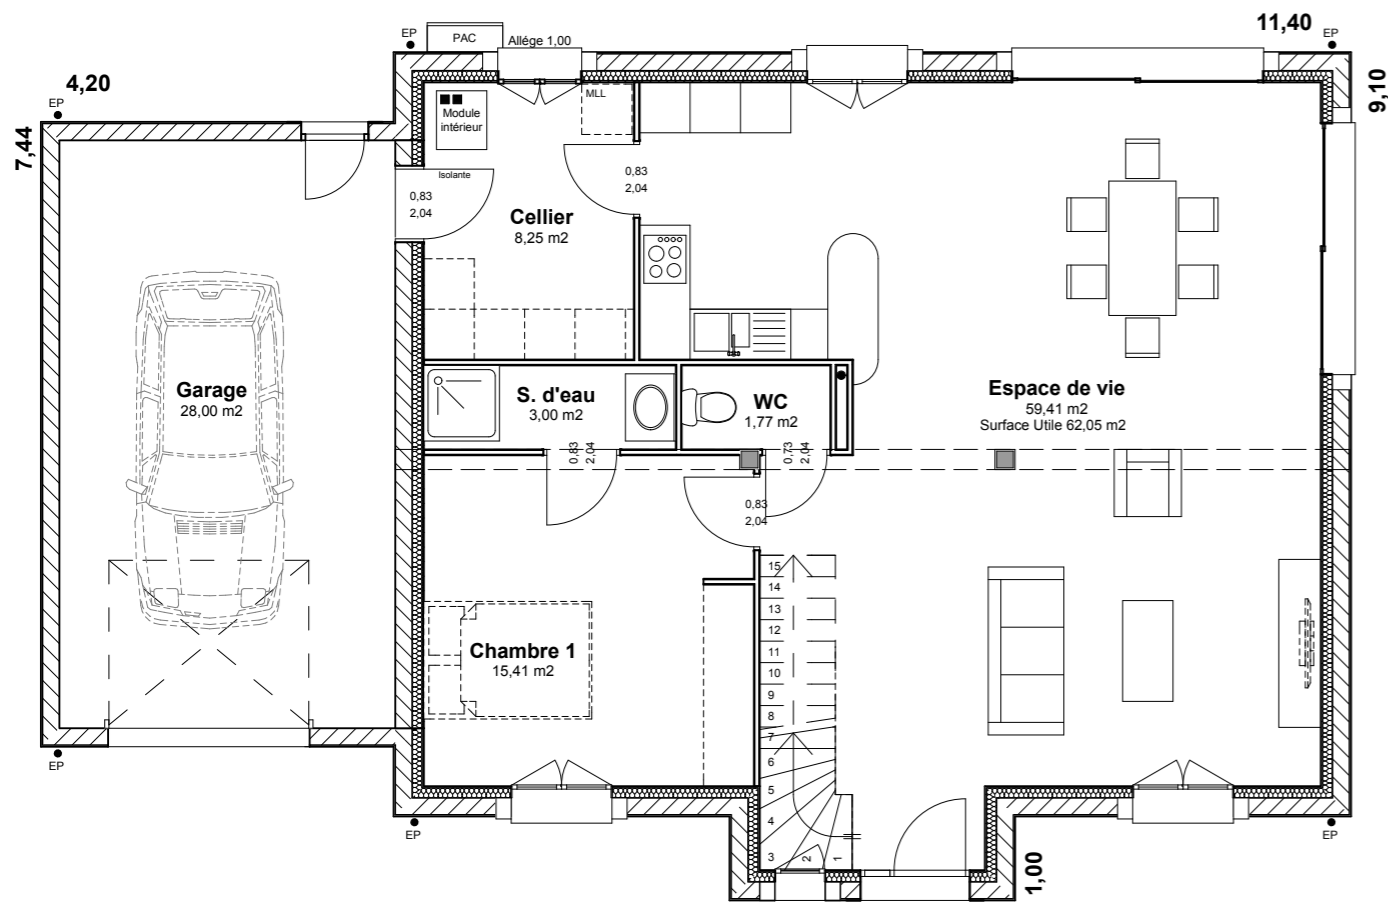 11,40
EP
PAC
Allége 1,00
EP
4,20
EP
9,10
7,44
MLL
Module
intérieur
Isolante
0,83
2,04
0,83
2,04
Cellier
8,25 m2
Garage
28,00 m2
S. d'eau
3,00 m2
WC
1,77 m2
Espace de vie
59,41 m2
Surface Utile 62,05 m2
0,83
2,04
0,73
2,04
0,83
2,04
15
14
13
12
11
10
9
8
7
6
5
4
3
2
1
Chambre 1
15,41 m2
EP
EP
EP
1,00